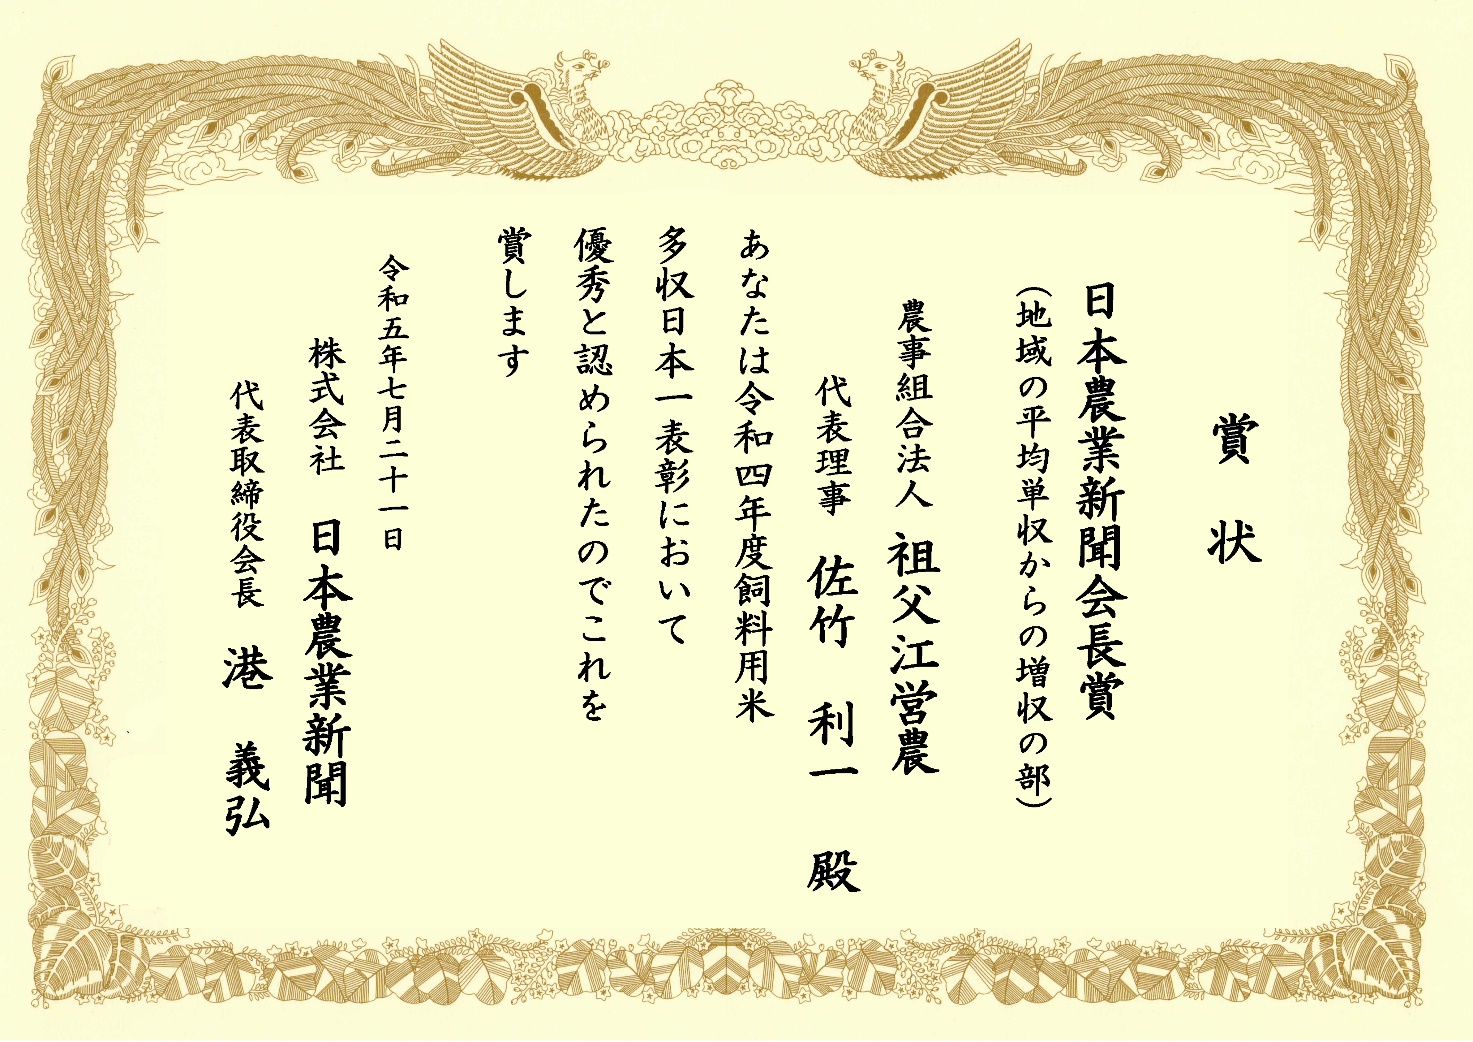 賞状
日本農業新聞会長賞
（地域の平均単収からの増収の部）
農事組合法人 祖父江営農
代表理事 佐竹 利一 殿
あなたは令和四年度飼料用米
多収日本一表彰において
優秀と認められたのでこれを
賞します
令和五年七月二十一日
株式会社 日本農業新聞
代表取締役会長 港 義弘